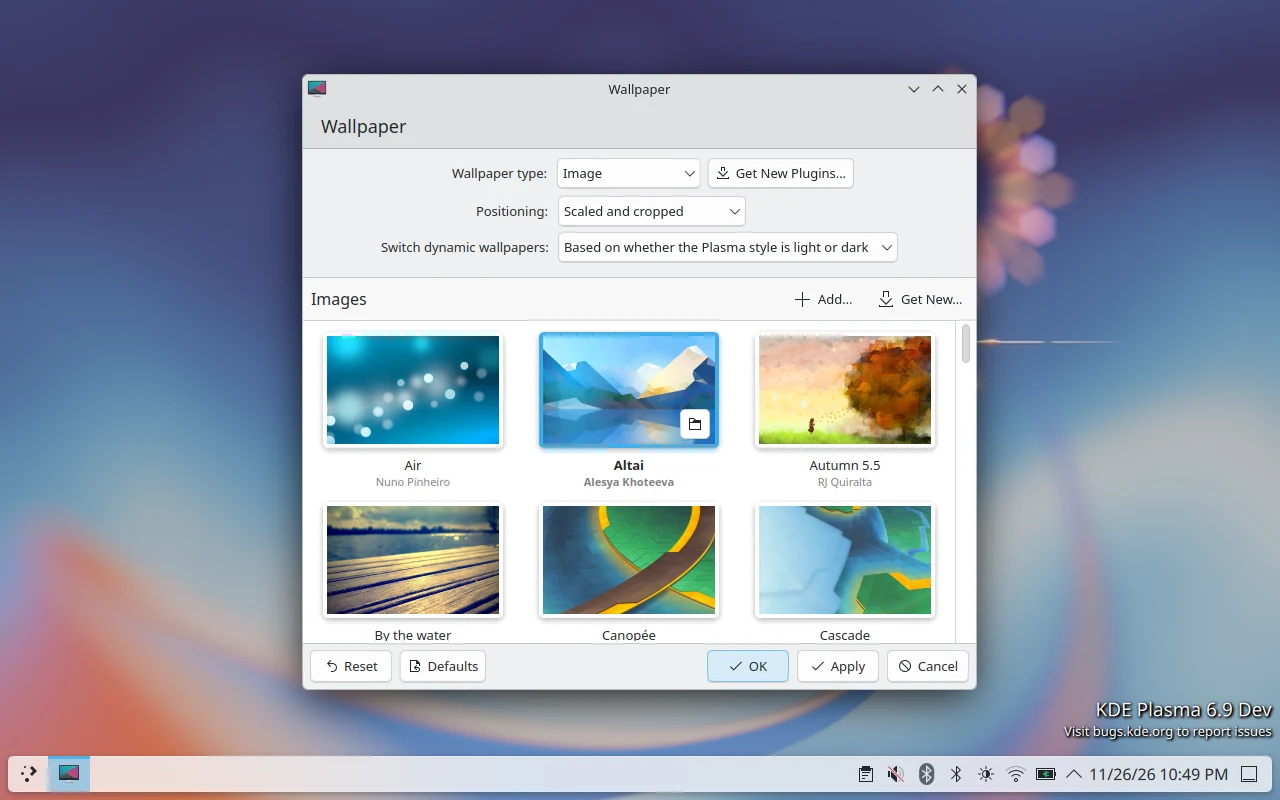 Wallpaper
Wallpaper
Wallpaper type: Image Get New Plugins...
Positioning: Scaled and cropped
Switch dynamic wallpapers: Based on whether the Plasma style is light or dark
Images Add... Get New...
Air Altai Autumn 5.5
Nuno Pinheiro Alesya Khoteeva RJ Quiralta
By the water Canopée Cascade
Reset Defaults OK Apply Cancel
KDE Plasma 6.9 Dev
Visit bugs.kde.org to report issues
11/26/26 10:49 PM